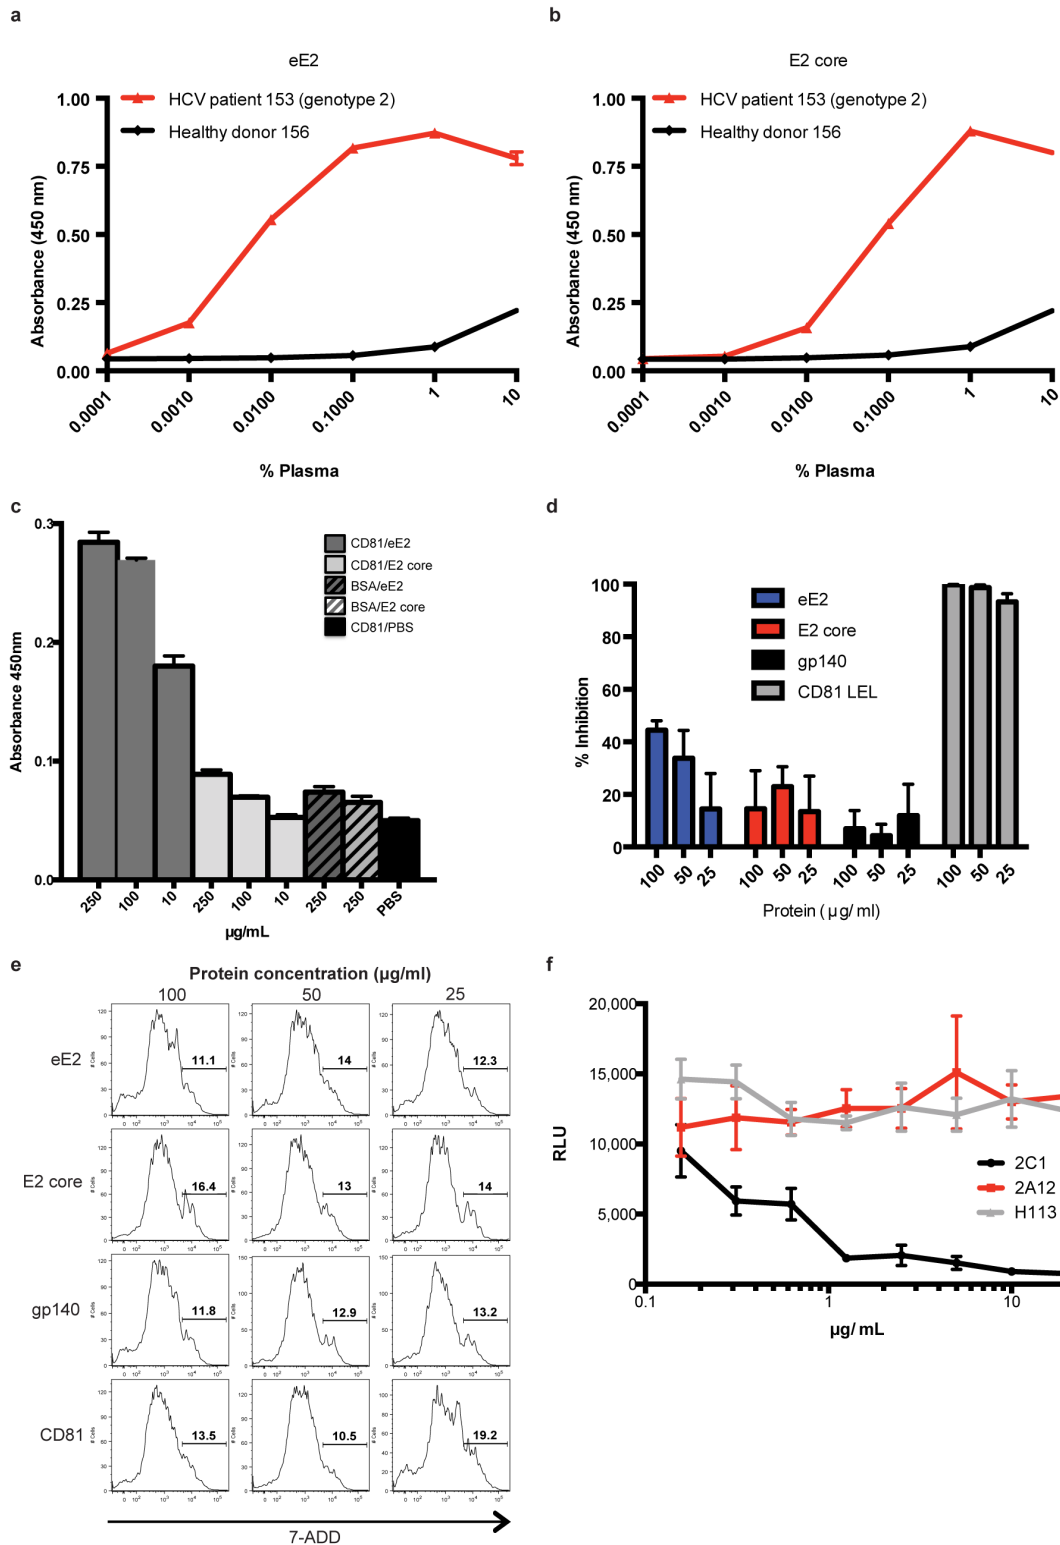 a
eE2
1.00
0.75
0.50
0.25
0.00
Absorbance (450 nm)
HCV patient 153 (genotype 2)
Healthy donor 156
0.0001
0.0010
0.0100
0.1000
1
10
% Plasma
b
E2 core
1.00
0.75
0.50
0.25
0.00
Absorbance (450 nm)
HCV patient 153 (genotype 2)
Healthy donor 156
0.0001
0.0010
0.0100
0.1000
1
10
% Plasma
c
0.3
0.2
0.1
0.0
Absorbance 450nm
CD81/eE2
CD81/E2 core
BSA/eE2
BSA/E2 core
CD81/PBS
250
100
10
250
100
10
250
250
PBS
µg/mL
d
100
80
60
40
20
0
% Inhibition
eE2
E2 core
gp140
CD81 LEL
100
50
25
100
50
25
100
50
25
100
50
25
Protein ( µg/ ml)
e
Protein concentration (µg/ml)
100 50 25
eE2
11.1
14
12.3
E2 core
16.4
13
14
gp140
11.8
12.9
13.2
CD81
13.5
10.5
19.2
7-ADD
f
20,000
15,000
10,000
5,000
0
RLU
2C1
2A12
H113
0.1
1
10
µg/ mL